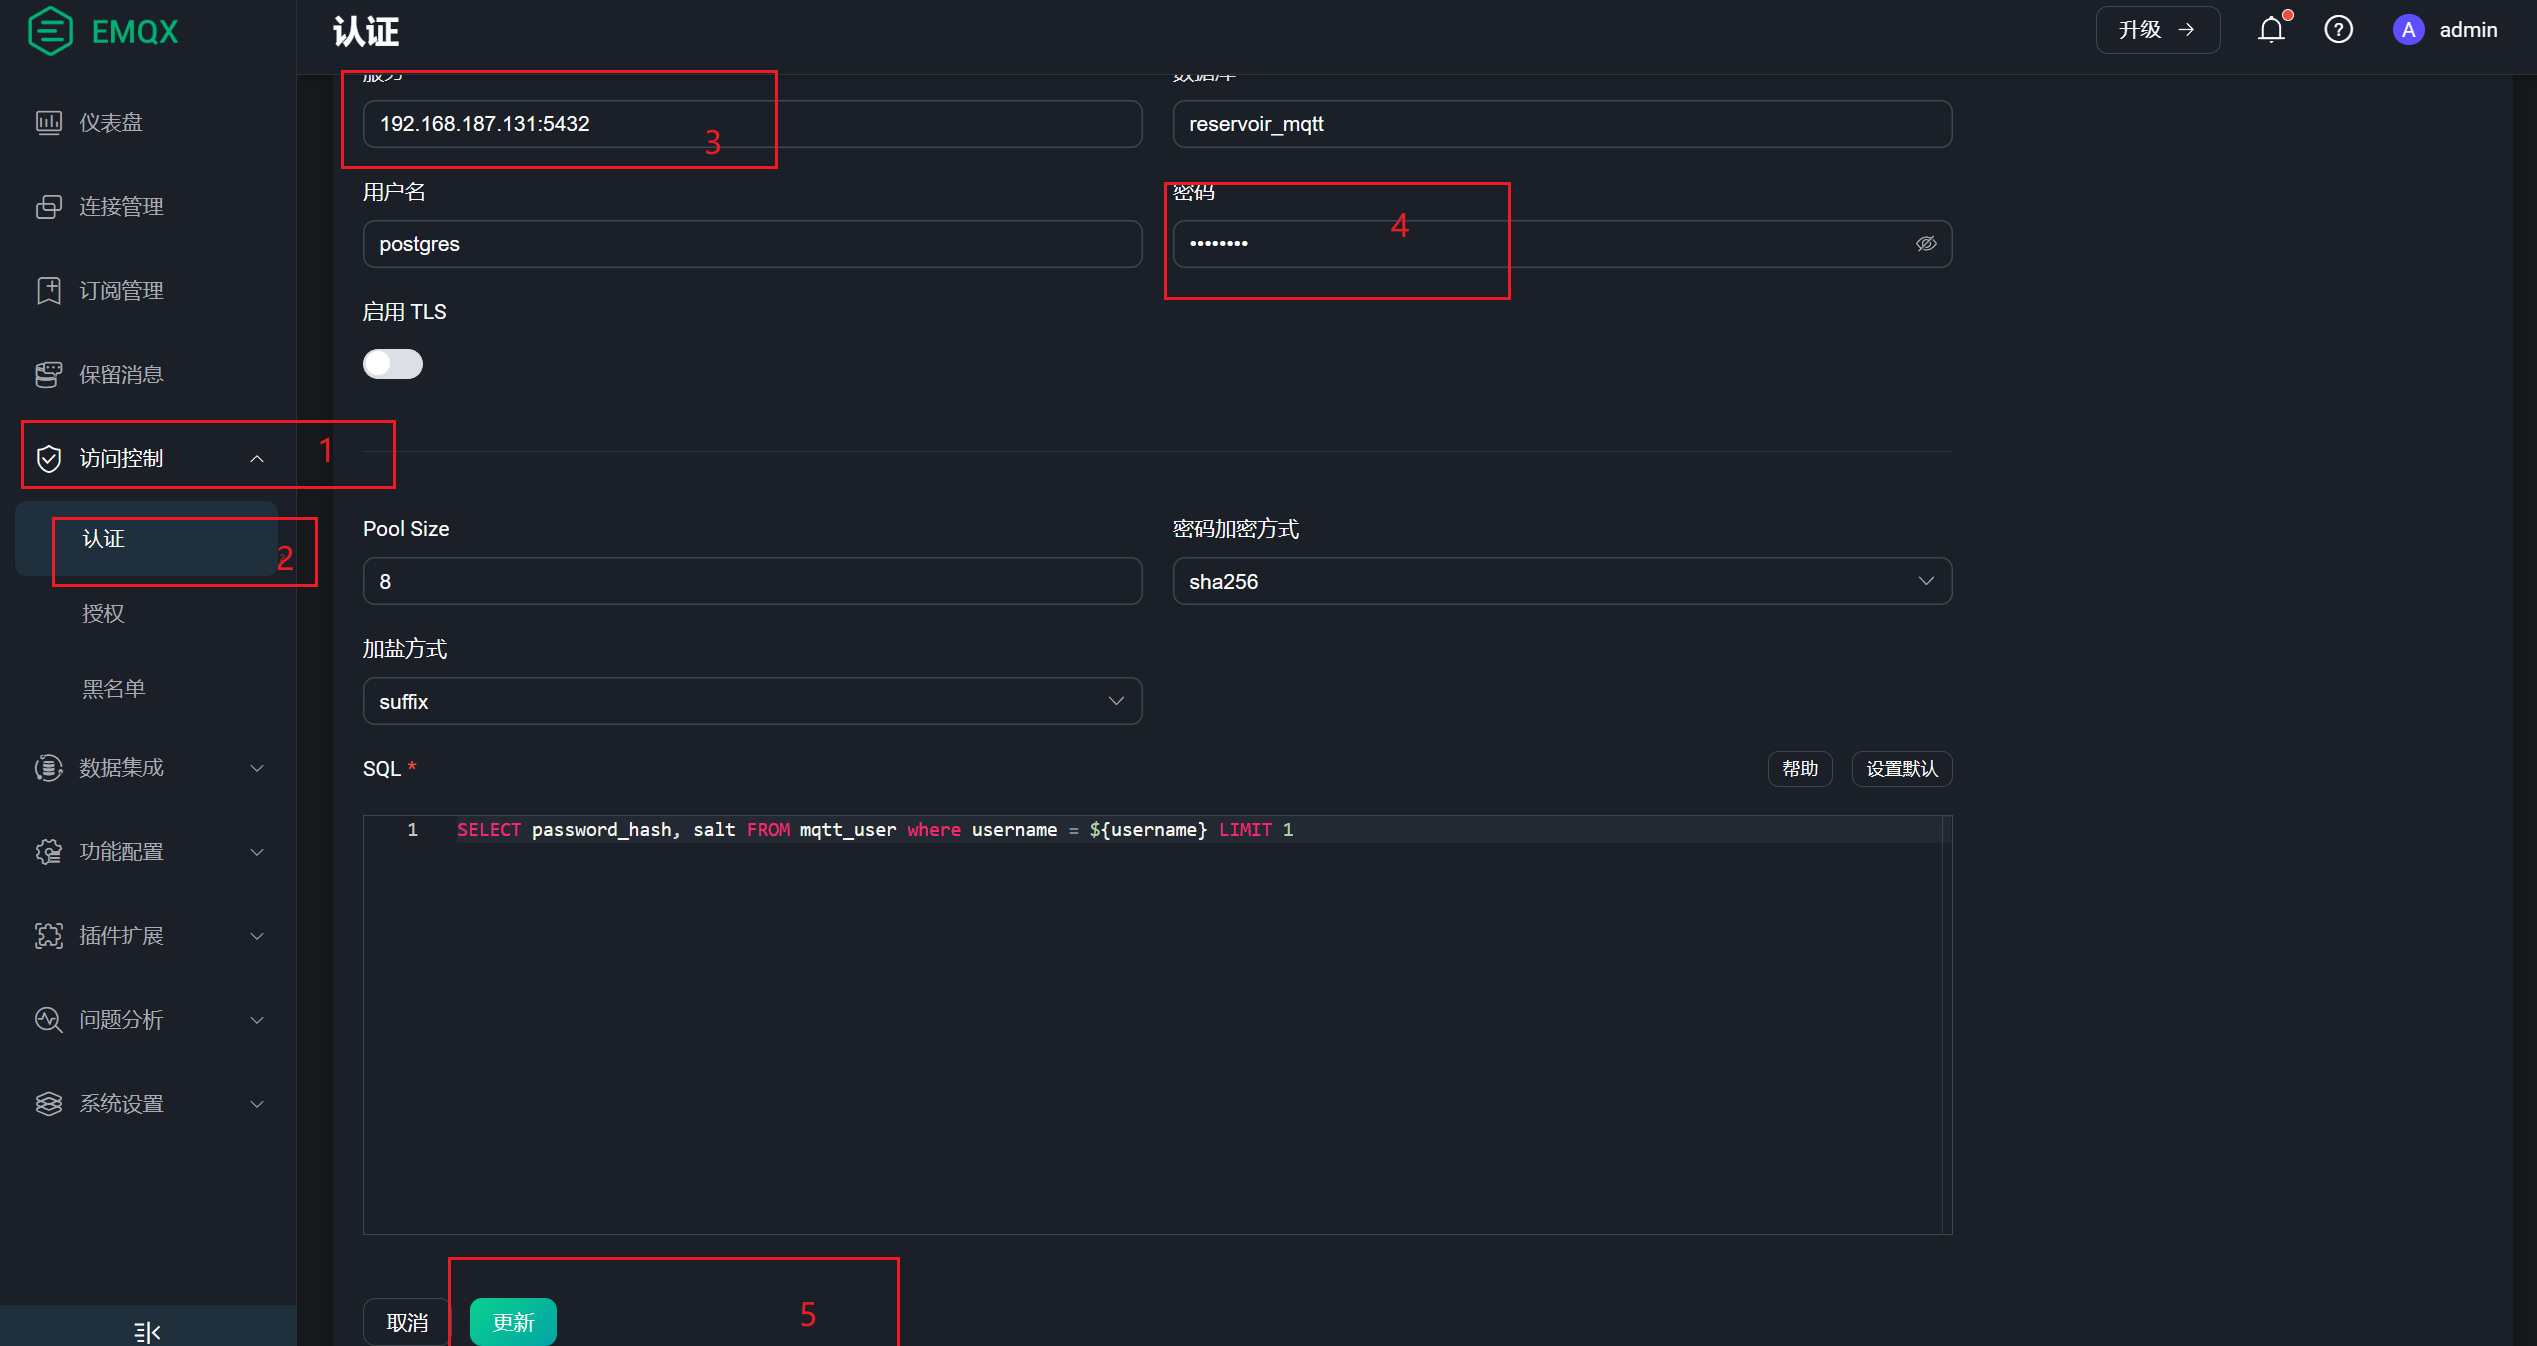 EMQX
认证
升级 →
A admin
仪表盘
连接管理
订阅管理
保留消息
访问控制
1
认证
2
授权
黑名单
数据集成
功能配置
插件扩展
问题分析
系统设置
服务
数据库
192.168.187.131:5432
3
reservoir_mqtt
用户名
密码
postgres
••••••••
4
启用 TLS
Pool Size
密码加密方式
8
sha256
加盐方式
suffix
SQL *
帮助
设置默认
1 SELECT password_hash, salt FROM mqtt_user where username = ${username} LIMIT 1
取消
更新
5